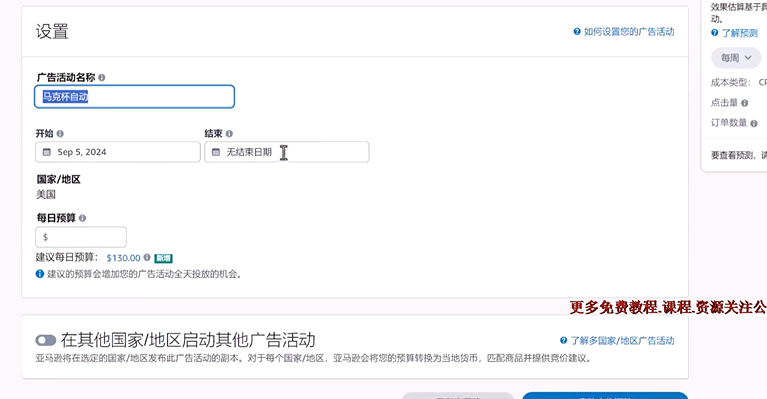 设置
如何设置您的广告活动
广告活动名称
马克杯自动
开始
结束
Sep 5, 2024
无结束日期
国家/地区
美国
每日预算
$
建议每日预算: $130.00 新增
建议的预算会增加您的广告活动全天投放的机会。
在其他国家/地区启动其他广告活动
了解多国家/地区广告活动
亚马逊将在选定的国家/地区发布此广告活动的副本。对于每个国家/地区，亚马逊会将您的预算转换为当地货币，匹配商品并提供竞价建议。
效果估算基于
动。
了解预测
每周
成本类型:
点击量
订单数量
要查看预测，
更多免费教程.课程.资源关注公